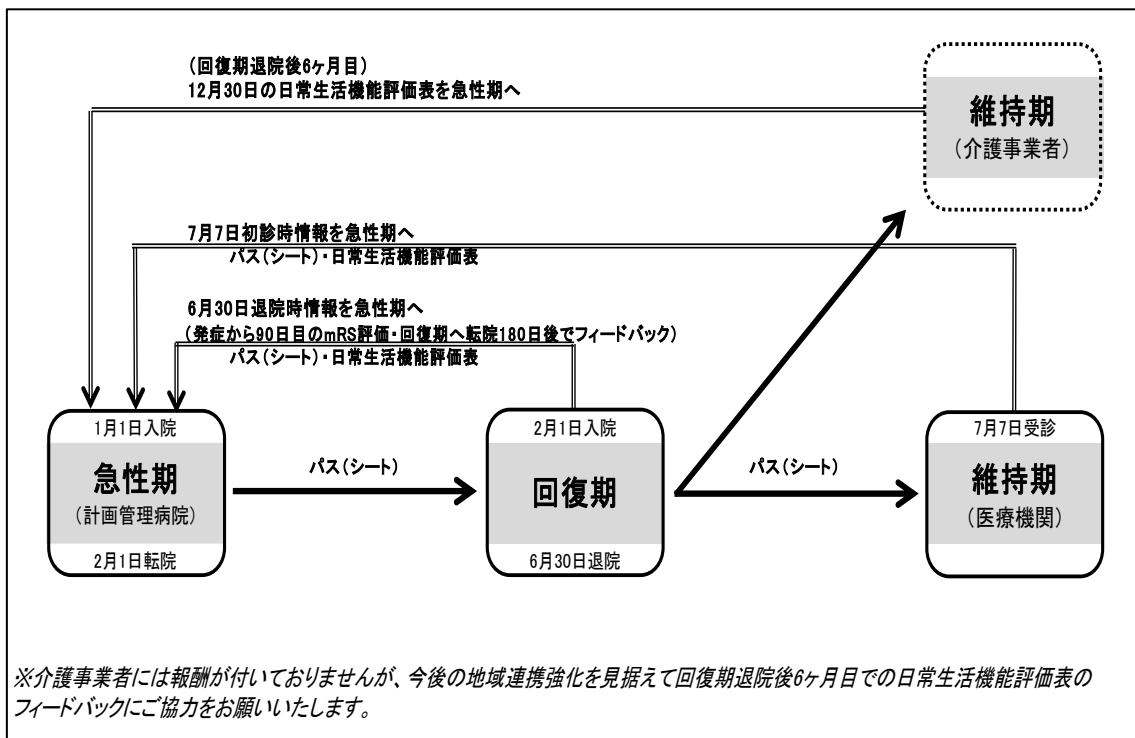 (回復期退院後6ヶ月目)
12月30日の日常生活機能評価表を急性期へ
維持期
(介護事業者)
7月7日初診時情報を急性期へ
パス(シート)・日常生活機能評価表
6月30日退院時情報を急性期へ
(発症から90日目のmRS評価・回復期へ転院180日後でフィードバック)
パス(シート)・日常生活機能評価表
1月1日入院
急性期
(計画管理病院)
2月1日転院
パス(シート)
2月1日入院
回復期
6月30日退院
パス(シート)
7月7日受診
維持期
(医療機関)
※介護事業者には報酬が付いておりませんが、今後の地域連携強化を見据えて回復期退院後6ヶ月目での日常生活機能評価表の
フィードバックにご協力をお願いいたします。